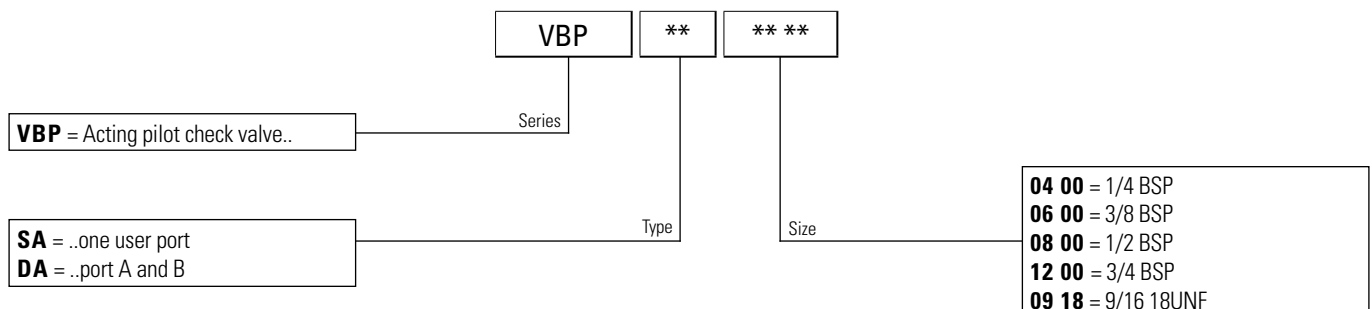 VBP ** ** **
Series
VBP = Acting pilot check valve..
Type
SA = ..one user port
DA = ..port A and B
Size
04 00 = 1/4 BSP
06 00 = 3/8 BSP
08 00 = 1/2 BSP
12 00 = 3/4 BSP
09 18 = 9/16 18UNF